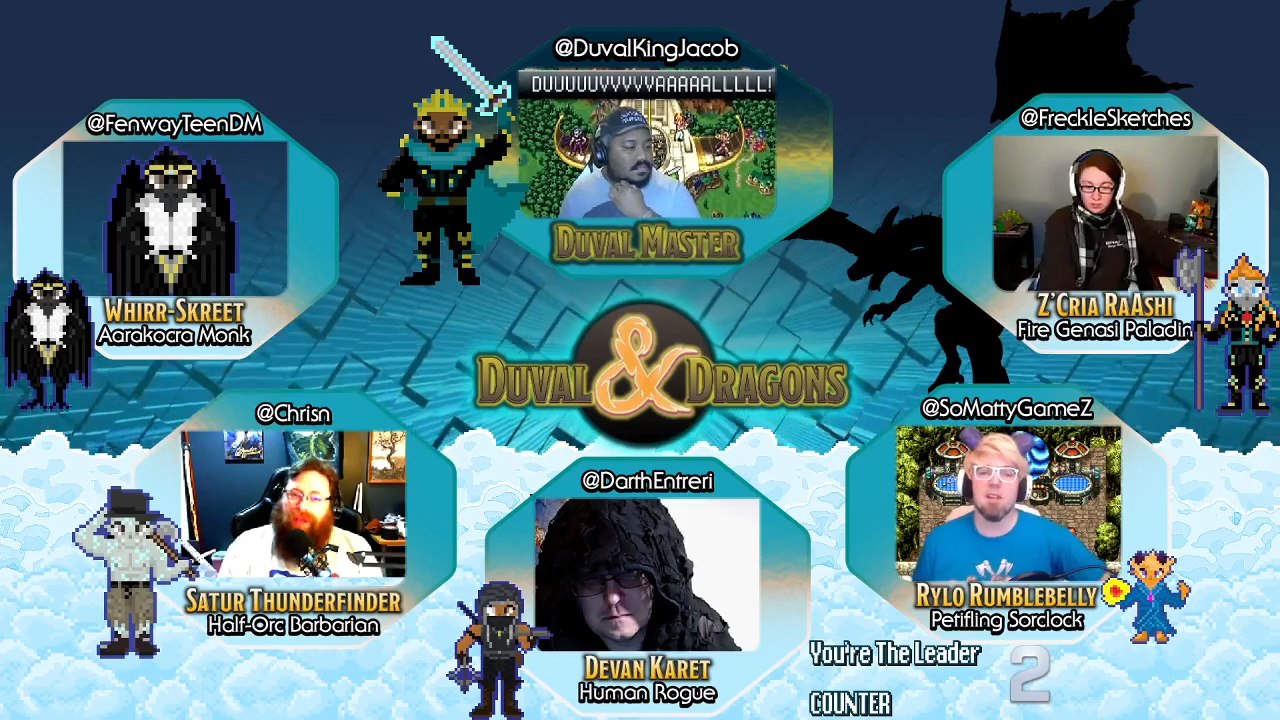 @DuvalKingJacob
DUUUUUVVVVVAAAAALLLLL!
Duval Master
@FenwayTeenDM
Whirr-Skreet
Aarakocra Monk
@FreckleSketches
Z'Cria RaAshi
Fire Genasi Paladin
Duval & Dragons
@Chrisn
Satur Thunderfinder
Half-Orc Barbarian
@DarthEntreri
Devan Karet
Human Rogue
@SoMattyGameZ
Rylo Rumblebelly
Petifling Sorclock
You're The Leader
COUNTER
2